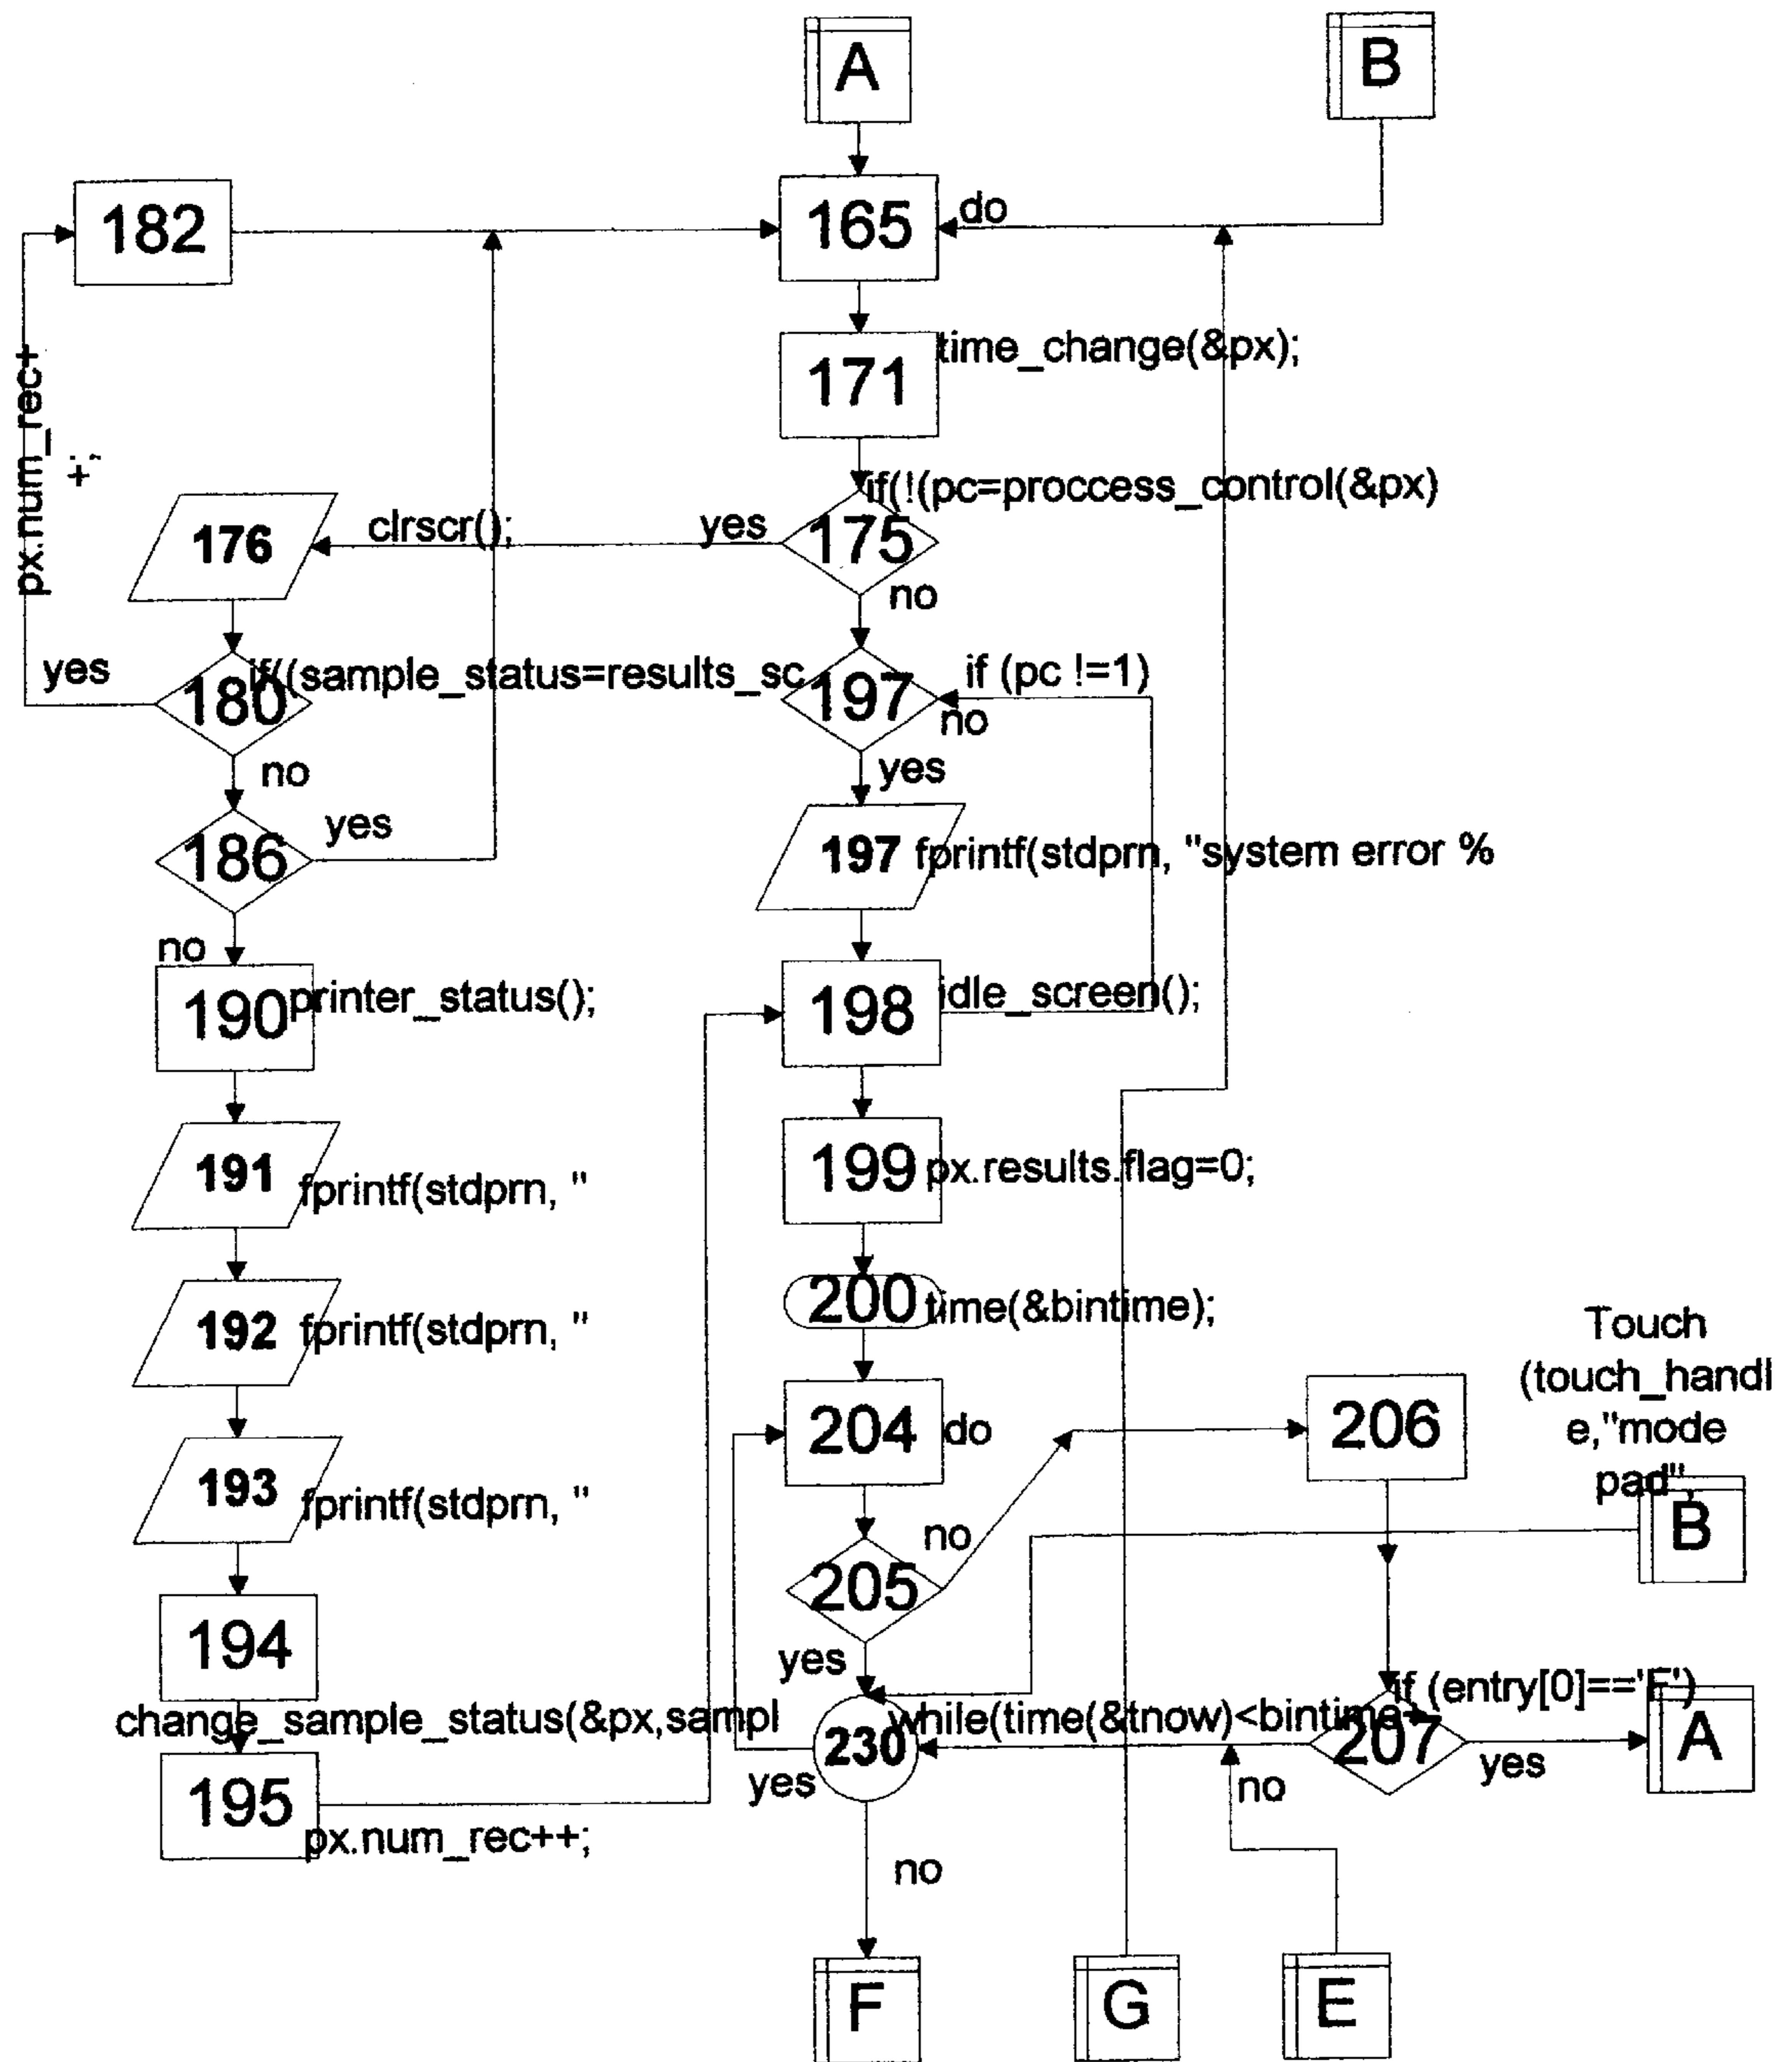 A
B
182
165
do
171
time_change(&px);
px.num_rec+
+;
if(!(pc=proccess_control(&px)
176
clrscr();
yes
175
no
yes
180
if((sample_status=results_sc
197
if (pc !=1)
no
no
yes
186
yes
197
fprintf(stdprn, "system error %
no
190
printer_status();
198
idle_screen();
191
fprintf(stdprn, "
199
px.results.flag=0;
200
time(&bintime);
192
fprintf(stdprn, "
Touch
(touch_handl
e,"mode
pad",
204
do
206
193
fprintf(stdprn, "
B
no
205
194
yes
if (entry[0]=='F')
change_sample_status(&px,sampl
while(time(&tnow)<bintime+
230
207
A
yes
yes
no
195
px.num_rec++;
no
F
G
E